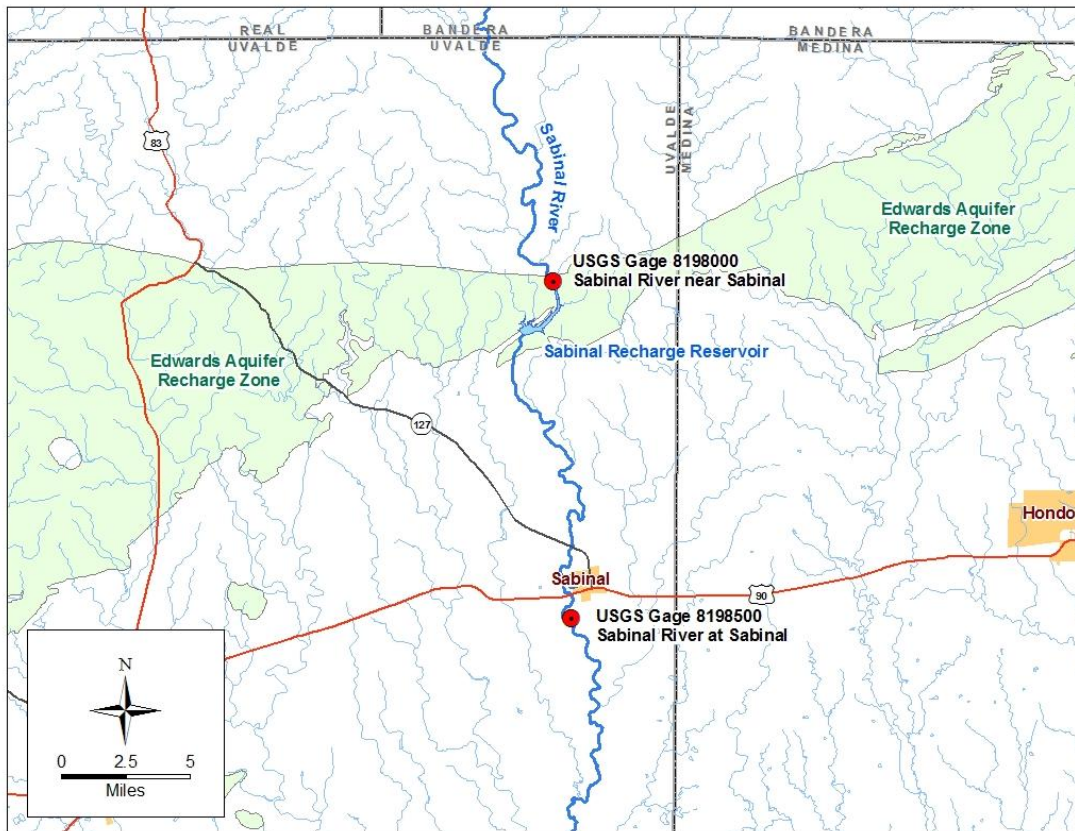 REAL
UVALDE
BANDERA
UVALDE
BANDERA
MEDINA
83
Sabinal River
UVALDE
MEDINA
Edwards Aquifer
Recharge Zone
USGS Gage 8198000
Sabinal River near Sabinal
Sabinal Recharge Reservoir
Edwards Aquifer
Recharge Zone
127
Hondo
Sabinal
90
USGS Gage 8198500
Sabinal River at Sabinal
N
0 2.5 5
Miles